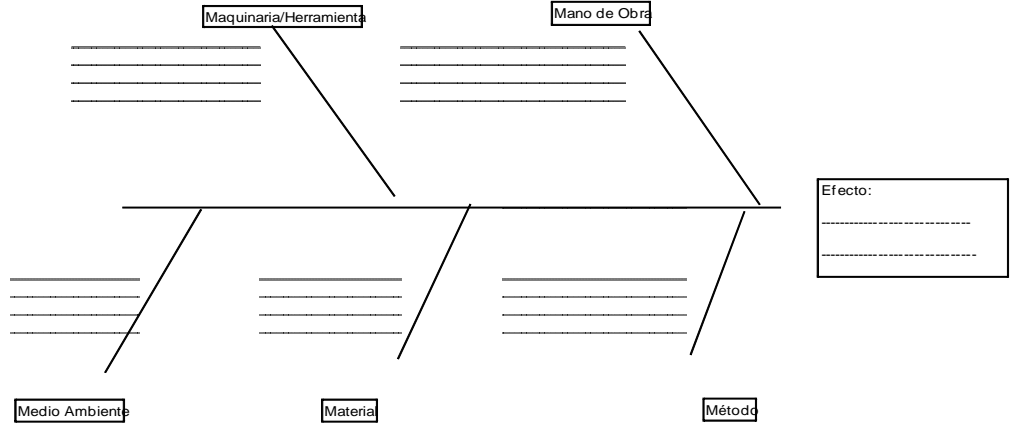 Maquinaria/Herramienta
Mano de Obra
Efecto:
Medio Ambiente
Material
Método